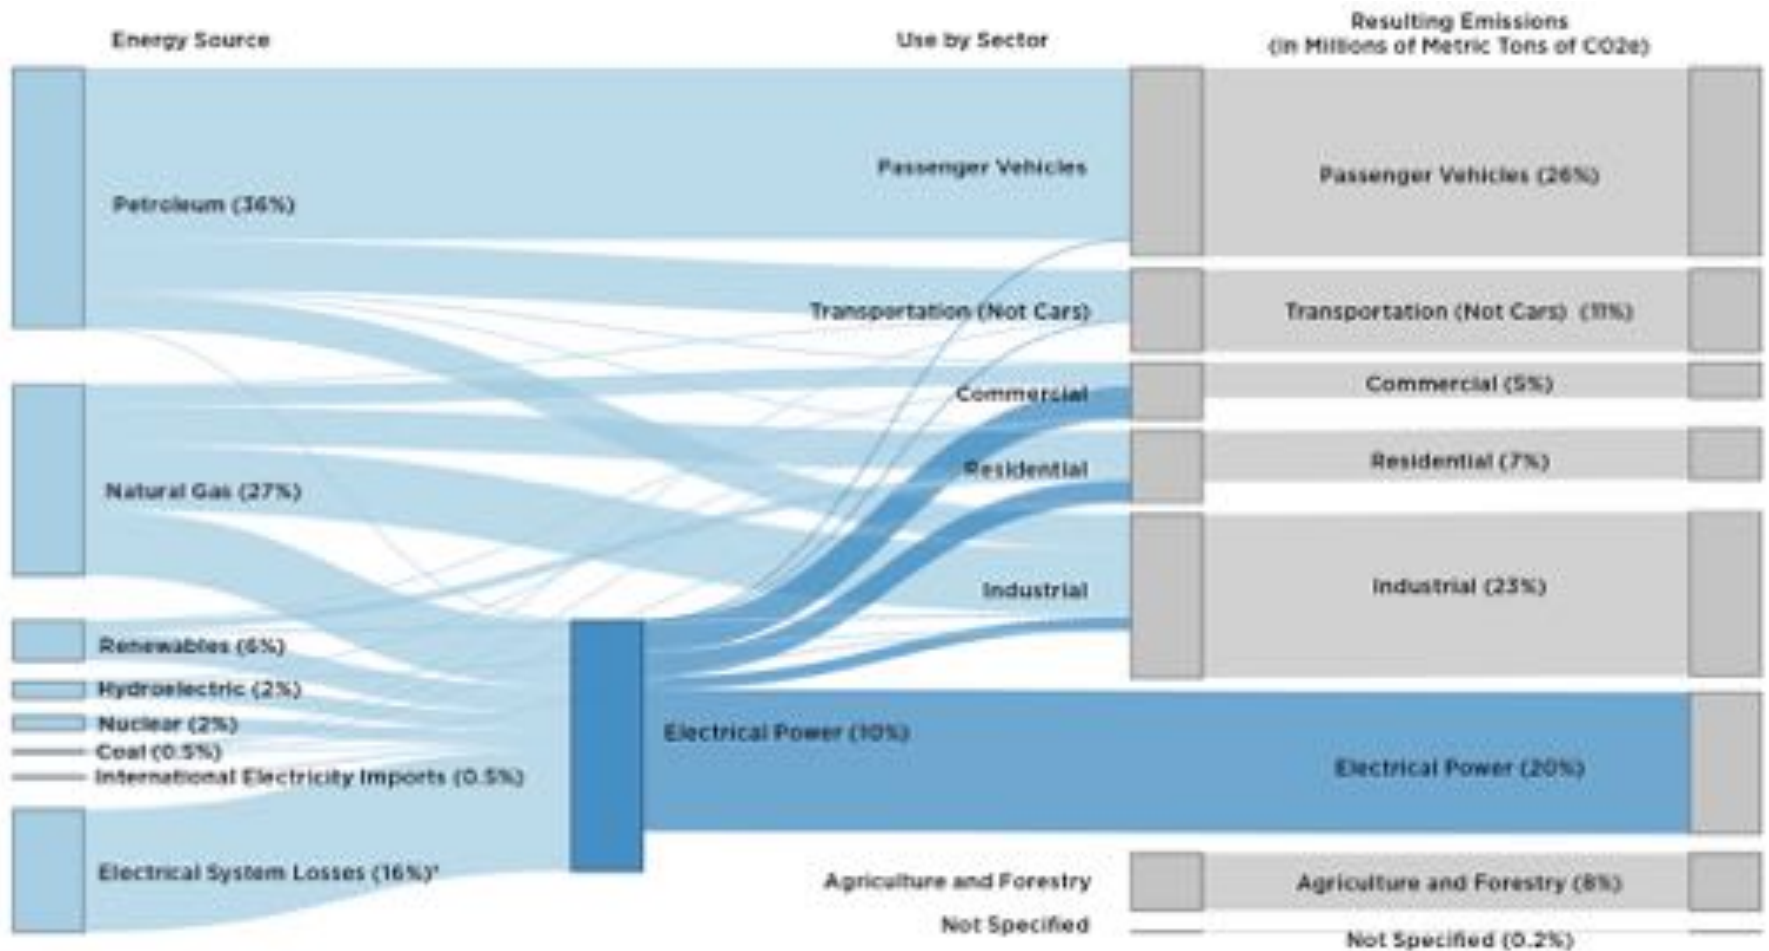 Energy Source
Use by Sector
Resulting Emissions
(in Millions of Metric Tons of CO2e)
Petroleum (36%)
Natural Gas (27%)
Renewables (6%)
Hydroelectric (2%)
Nuclear (2%)
Coal (0.5%)
International Electricity Imports (0.5%)
Electrical System Losses (16%)*
Electrical Power (10%)
Passenger Vehicles
Transportation (Not Cars)
Commercial
Residential
Industrial
Agriculture and Forestry
Not Specified
Passenger Vehicles (26%)
Transportation (Not Cars) (11%)
Commercial (5%)
Residential (7%)
Industrial (23%)
Electrical Power (20%)
Agriculture and Forestry (8%)
Not Specified (0.2%)